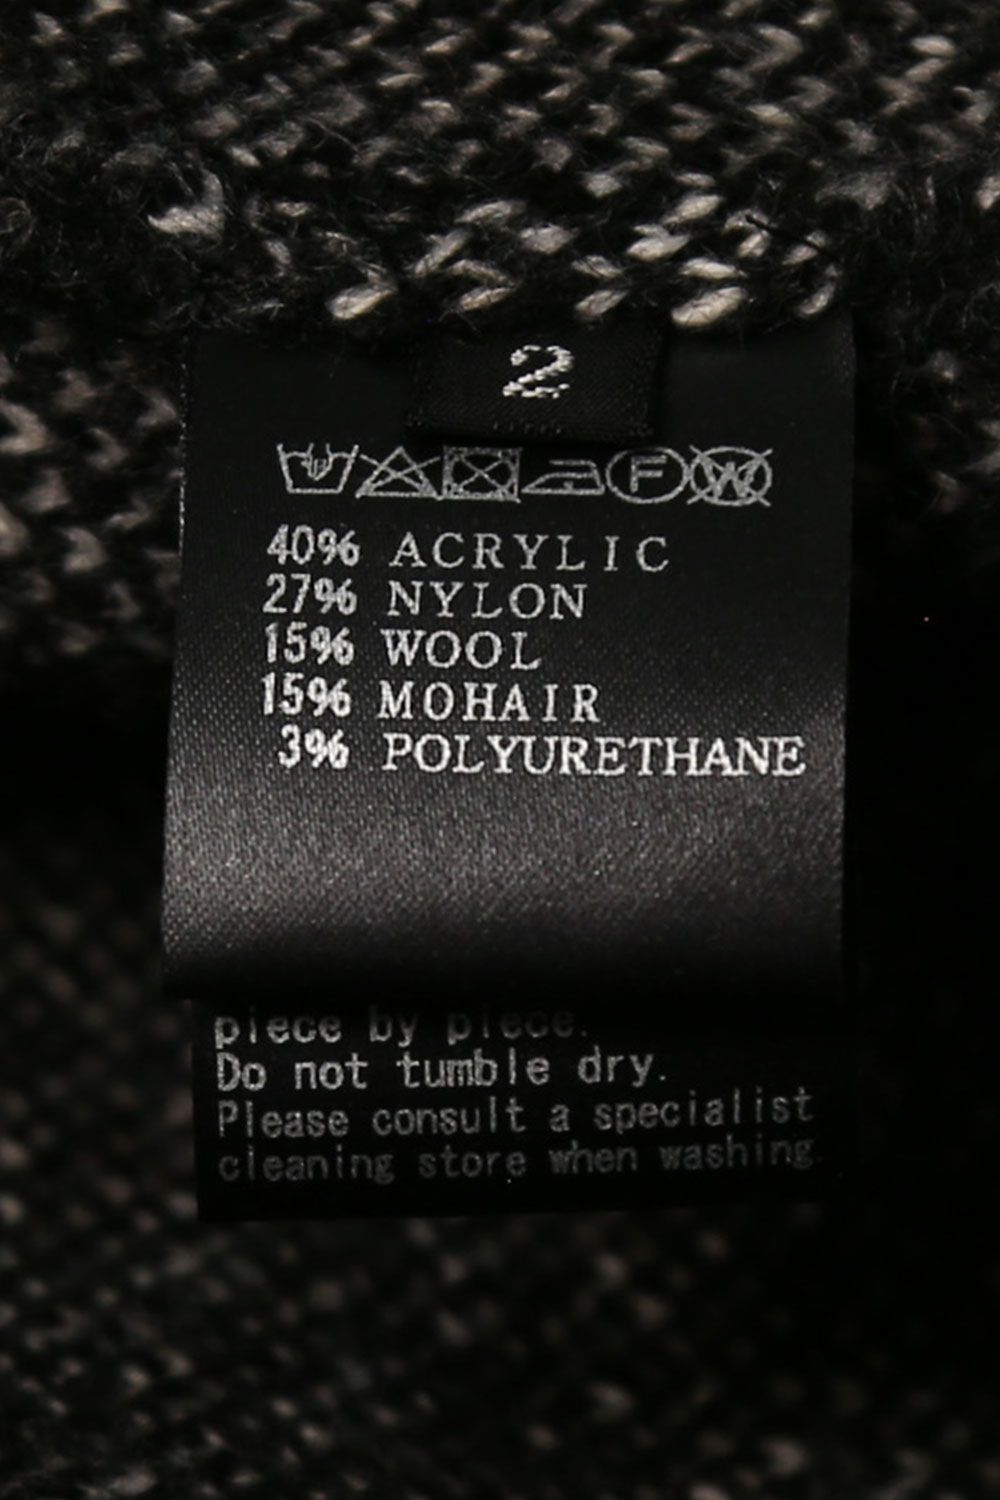 2
F W
40% ACRYLIC
27% NYLON
15% WOOL
15% MOHAIR
3% POLYURETHANE
piece by piece.
Do not tumble dry.
Please consult a specialist
cleaning store when washing.